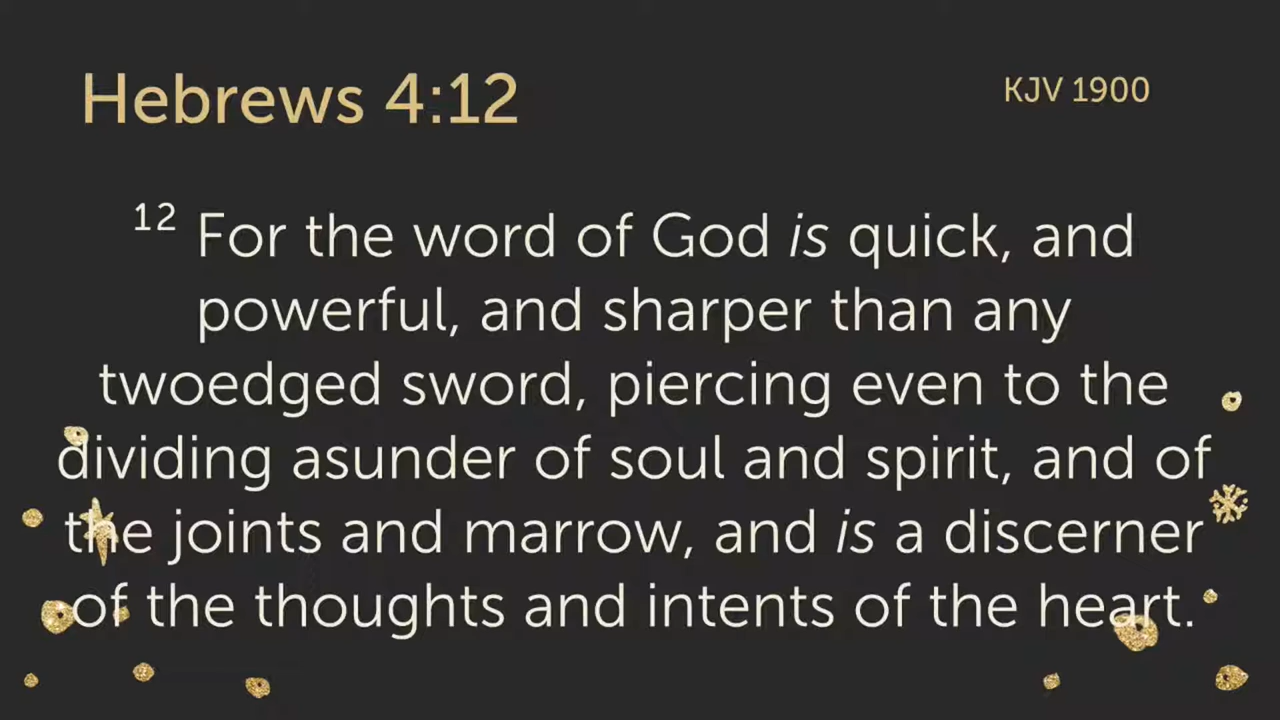 Hebrews 4:12
KJV 1900
12 For the word of God is quick, and
powerful, and sharper than any
twoedged sword, piercing even to the
dividing asunder of soul and spirit, and of
the joints and marrow, and is a discerner
of the thoughts and intents of the heart.